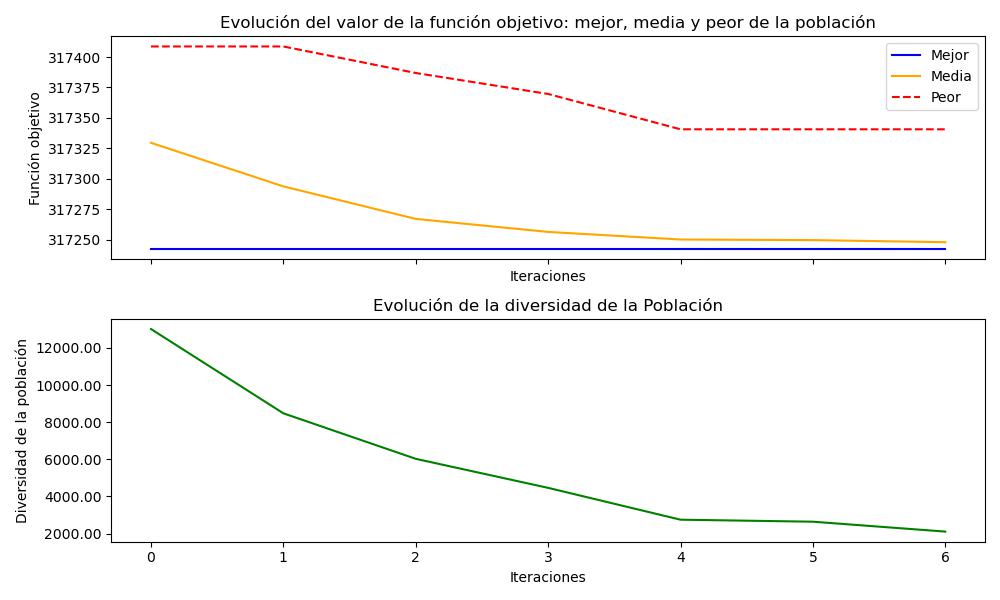 Evolución del valor de la función objetivo: mejor, media y peor de la población
317400
317375
317350
317325
317300
317275
317250
Función objetivo
Mejor
Media
Peor
Iteraciones
Evolución de la diversidad de la Población
12000.00
10000.00
8000.00
6000.00
4000.00
2000.00
Diversidad de la población
0 1 2 3 4 5 6
Iteraciones